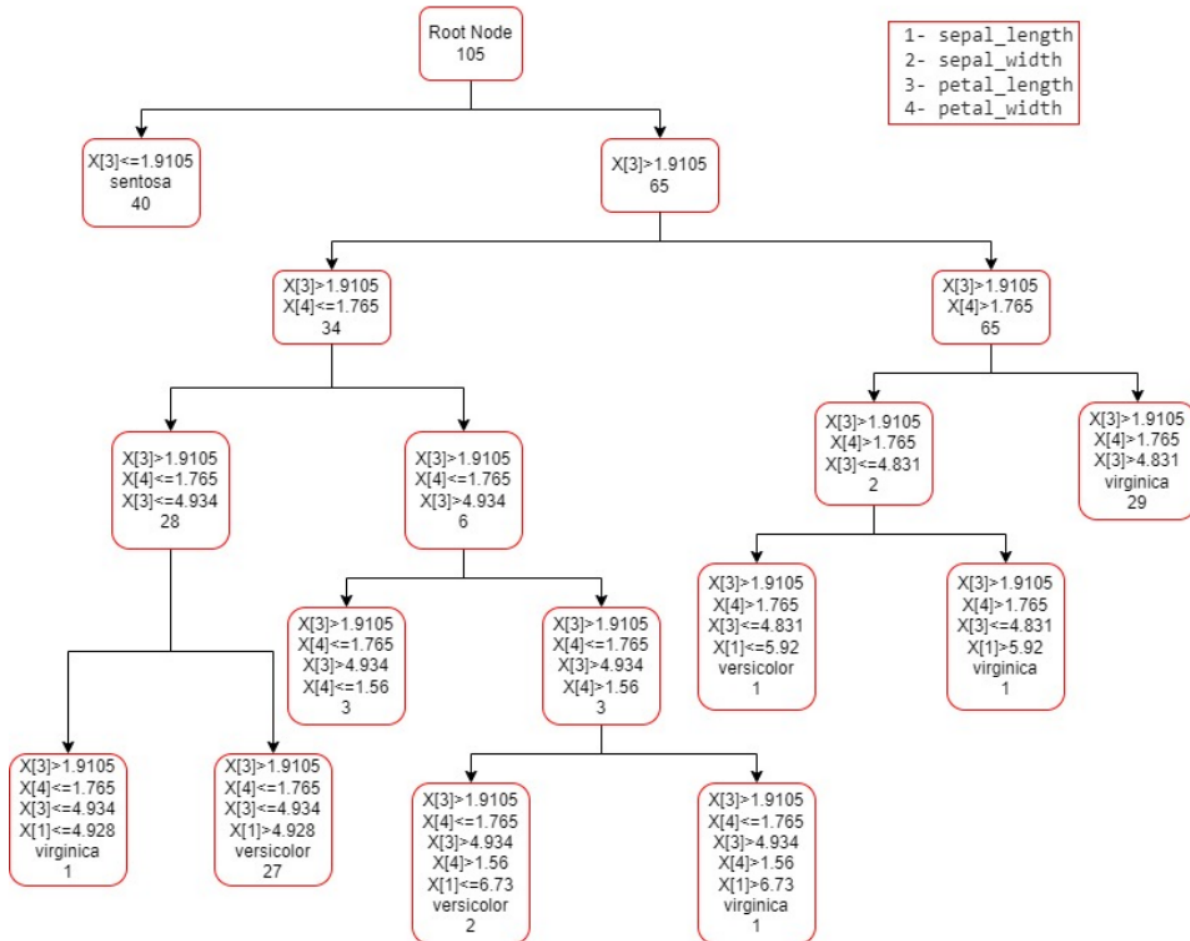 Root Node
105
1- sepal_length
2- sepal_width
3- petal_length
4- petal_width
X[3]<=1.9105
sentosa
40
X[3]>1.9105
65
X[3]>1.9105
X[4]<=1.765
34
X[3]>1.9105
X[4]>1.765
65
X[3]>1.9105
X[4]<=1.765
X[3]<=4.934
28
X[3]>1.9105
X[4]<=1.765
X[3]>4.934
6
X[3]>1.9105
X[4]>1.765
X[3]<=4.831
2
X[3]>1.9105
X[4]>1.765
X[3]>4.831
virginica
29
X[3]>1.9105
X[4]<=1.765
X[3]>4.934
X[4]<=1.56
3
X[3]>1.9105
X[4]<=1.765
X[3]>4.934
X[4]>1.56
3
X[3]>1.9105
X[4]>1.765
X[3]<=4.831
X[1]<=5.92
versicolor
1
X[3]>1.9105
X[4]>1.765
X[3]<=4.831
X[1]>5.92
virginica
1
X[3]>1.9105
X[4]<=1.765
X[3]<=4.934
X[1]<=4.928
virginica
1
X[3]>1.9105
X[4]<=1.765
X[3]<=4.934
X[1]>4.928
versicolor
27
X[3]>1.9105
X[4]<=1.765
X[3]>4.934
X[4]>1.56
X[1]<=6.73
versicolor
2
X[3]>1.9105
X[4]<=1.765
X[3]>4.934
X[4]>1.56
X[1]>6.73
virginica
1